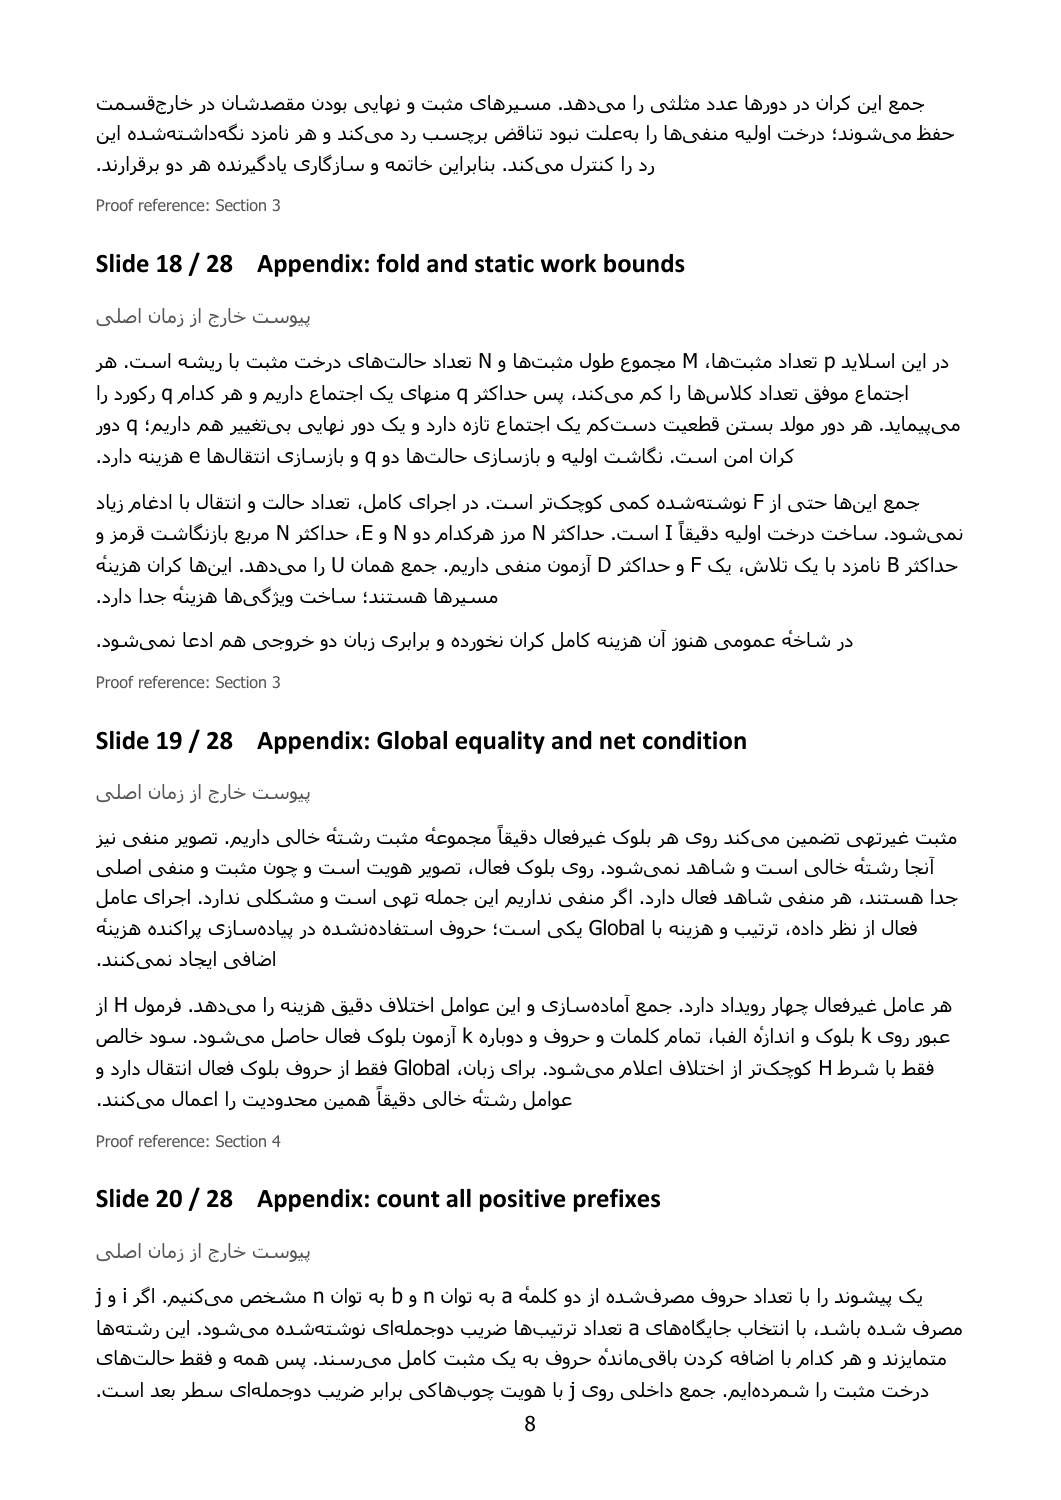 جمع این کران در دورها عدد مثلثی را می‌دهد. مسیرهای مثبت و نهایی بودن مقصدشان در خارج‌قسمت
حفظ می‌شوند؛ درخت اولیه منفی‌ها را به‌علت نبود تناقض برچسب رد می‌کند و هر نامزد نگه‌داشته‌شده این
رد را کنترل می‌کند. بنابراین خاتمه و سازگاری یادگیرنده هر دو برقرارند.
Proof reference: Section 3
Slide 18 / 28 Appendix: fold and static work bounds
پیوست خارج از زمان اصلی
در این اسلاید p تعداد مثبت‌ها، M مجموع طول مثبت‌ها و N تعداد حالت‌های درخت مثبت با ریشه است. هر
اجتماع موفق تعداد کلاس‌ها را کم می‌کند، پس حداکثر q منهای یک اجتماع داریم و هر کدام q رکورد را
می‌پیماید. هر دور مولد بستن قطعیت دست‌کم یک اجتماع تازه دارد و یک دور نهایی بی‌تغییر هم داریم؛ q دور
کران امن است. نگاشت اولیه و بازسازی حالت‌ها دو q و بازسازی انتقال‌ها e هزینه دارد.
جمع این‌ها حتی از F نوشته‌شده کمی کوچک‌تر است. در اجرای کامل، تعداد حالت و انتقال با ادغام زیاد
نمی‌شود. ساخت درخت اولیه دقیقاً I است. حداکثر N مرز هرکدام دو N و E، حداکثر N مربع بازنگاشت قرمز و
حداکثر B نامزد با یک تلاش، یک F و حداکثر D آزمون منفی داریم. جمع همان U را می‌دهد. این‌ها کران هزینهٔ
مسیرها هستند؛ ساخت ویژگی‌ها هزینهٔ جدا دارد.
در شاخهٔ عمومی هنوز آن هزینه کامل کران نخورده و برابری زبان دو خروجی هم ادعا نمی‌شود.
Proof reference: Section 3
Slide 19 / 28 Appendix: Global equality and net condition
پیوست خارج از زمان اصلی
مثبت غیرتهی تضمین می‌کند روی هر بلوک غیرفعال دقیقاً مجموعهٔ مثبت رشتهٔ خالی داریم. تصویر منفی نیز
آنجا رشتهٔ خالی است و شاهد نمی‌شود. روی بلوک فعال، تصویر هویت است و چون مثبت و منفی اصلی
جدا هستند، هر منفی شاهد فعال دارد. اگر منفی نداریم این جمله تهی است و مشکلی ندارد. اجرای عامل
فعال از نظر داده، ترتیب و هزینه با Global یکی است؛ حروف استفاده‌نشده در پیاده‌سازی پراکنده هزینهٔ
اضافی ایجاد نمی‌کنند.
هر عامل غیرفعال چهار رویداد دارد. جمع آماده‌سازی و این عوامل اختلاف دقیق هزینه را می‌دهد. فرمول H از
عبور روی k بلوک و اندازهٔ الفبا، تمام کلمات و حروف و دوباره k آزمون بلوک فعال حاصل می‌شود. سود خالص
فقط با شرط H کوچک‌تر از اختلاف اعلام می‌شود. برای زبان، Global فقط از حروف بلوک فعال انتقال دارد و
عوامل رشتهٔ خالی دقیقاً همین محدودیت را اعمال می‌کنند.
Proof reference: Section 4
Slide 20 / 28 Appendix: count all positive prefixes
پیوست خارج از زمان اصلی
یک پیشوند را با تعداد حروف مصرف‌شده از دو کلمهٔ a به توان n و b به توان n مشخص می‌کنیم. اگر i و j
مصرف شده باشد، با انتخاب جایگاه‌های a تعداد ترتیب‌ها ضریب دوجمله‌ای نوشته‌شده می‌شود. این رشته‌ها
متمایزند و هر کدام با اضافه کردن باقی‌ماندهٔ حروف به یک مثبت کامل می‌رسند. پس همه و فقط حالت‌های
درخت مثبت را شمرده‌ایم. جمع داخلی روی j با هویت چوب‌هاکی برابر ضریب دوجمله‌ای سطر بعد است.
8